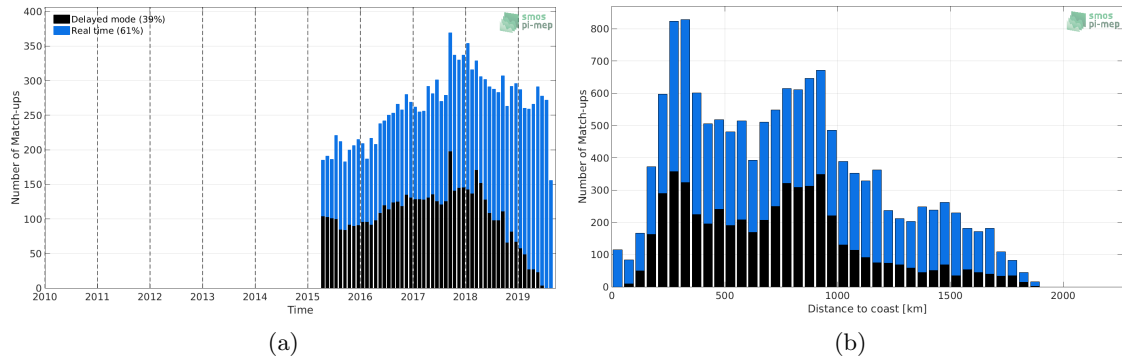 Delayed mode (39%)
Real time (61%)
smos
pi-mep
Number of Match-ups
400
350
300
250
200
150
100
50
0
2010 2011 2012 2013 2014 2015 2016 2017 2018 2019
Time
(a)
smos
pi-mep
Number of Match-ups
800
700
600
500
400
300
200
100
0
0 500 1000 1500 2000
Distance to coast [km]
(b)